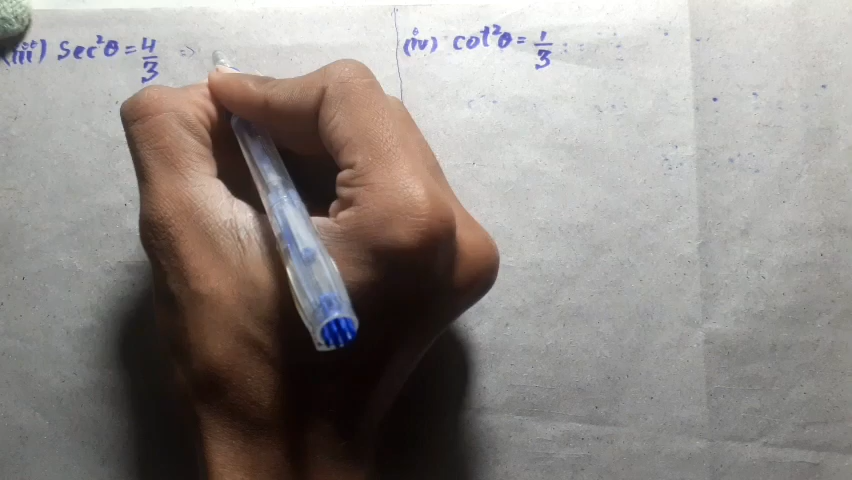 (iii) Sec²θ = 4/3 ⇒
(iv) cot²θ = 1/3